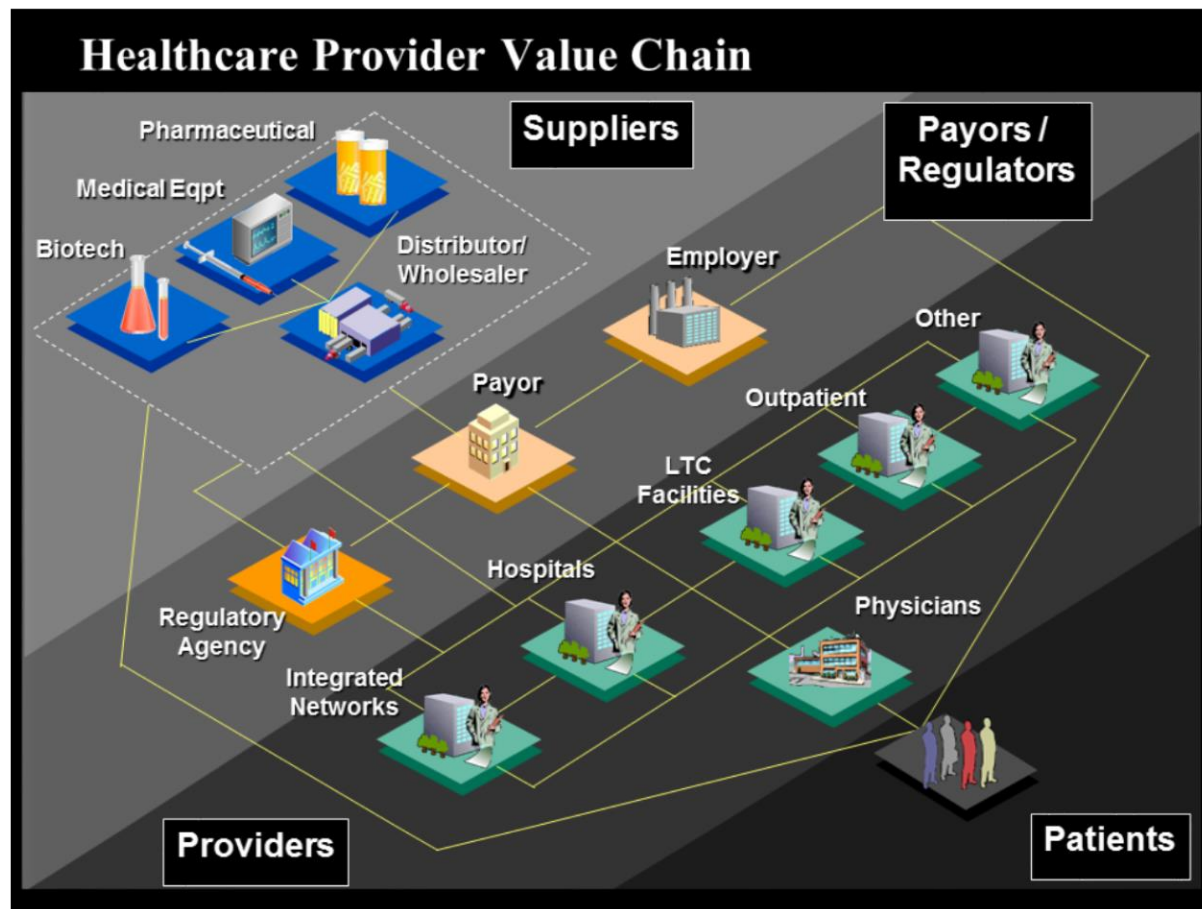 Healthcare Provider Value Chain
Suppliers
Payors /
Regulators
Pharmaceutical
Medical Eqpt
Biotech
Distributor/
Wholesaler
Employer
Other
Payor
Outpatient
LTC
Facilities
Hospitals
Physicians
Regulatory
Agency
Integrated
Networks
Providers
Patients